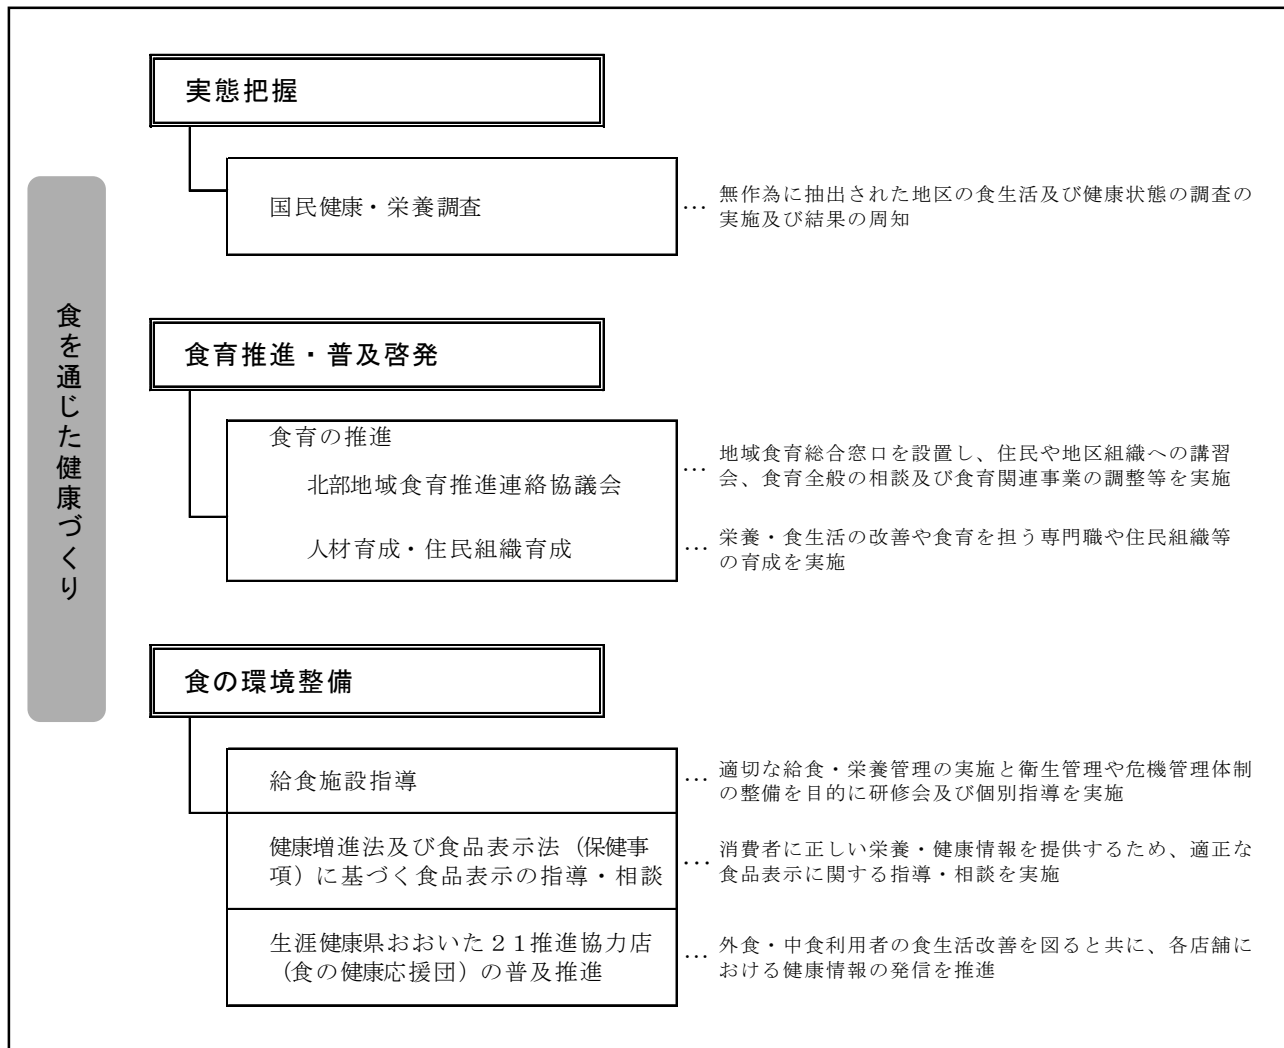 食を通じた健康づくり
実態把握
国民健康・栄養調査
… 無作為に抽出された地区の食生活及び健康状態の調査の
実施及び結果の周知
食育推進・普及啓発
食育の推進
北部地域食育推進連絡協議会
… 地域食育総合窓口を設置し、住民や地区組織への講習
会、食育全般の相談及び食育関連事業の調整等を実施
人材育成・住民組織育成
… 栄養・食生活の改善や食育を担う専門職や住民組織等
の育成を実施
食の環境整備
給食施設指導
… 適切な給食・栄養管理の実施と衛生管理や危機管理体制
の整備を目的に研修会及び個別指導を実施
健康増進法及び食品表示法（保健事
項）に基づく食品表示の指導・相談
… 消費者に正しい栄養・健康情報を提供するため、適正な
食品表示に関する指導・相談を実施
生涯健康県おおいた２１推進協力店
（食の健康応援団）の普及推進
… 外食・中食利用者の食生活改善を図ると共に、各店舗に
おける健康情報の発信を推進